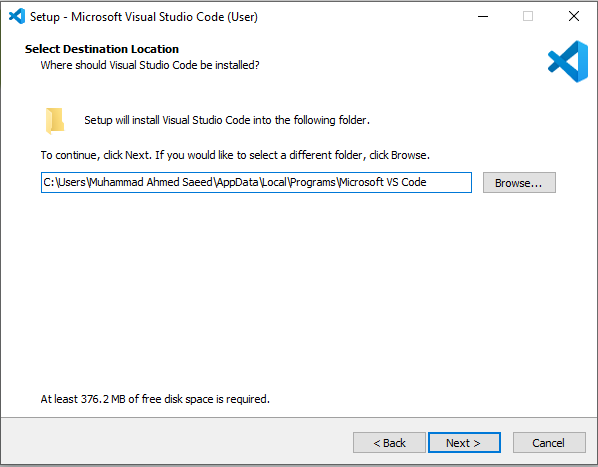 Setup - Microsoft Visual Studio Code (User)
Select Destination Location
Where should Visual Studio Code be installed?
Setup will install Visual Studio Code into the following folder.
To continue, click Next. If you would like to select a different folder, click Browse.
C:\Users\Muhammad Ahmed Saeed\AppData\Local\Programs\Microsoft VS Code
Browse...
At least 376.2 MB of free disk space is required.
< Back
Next >
Cancel